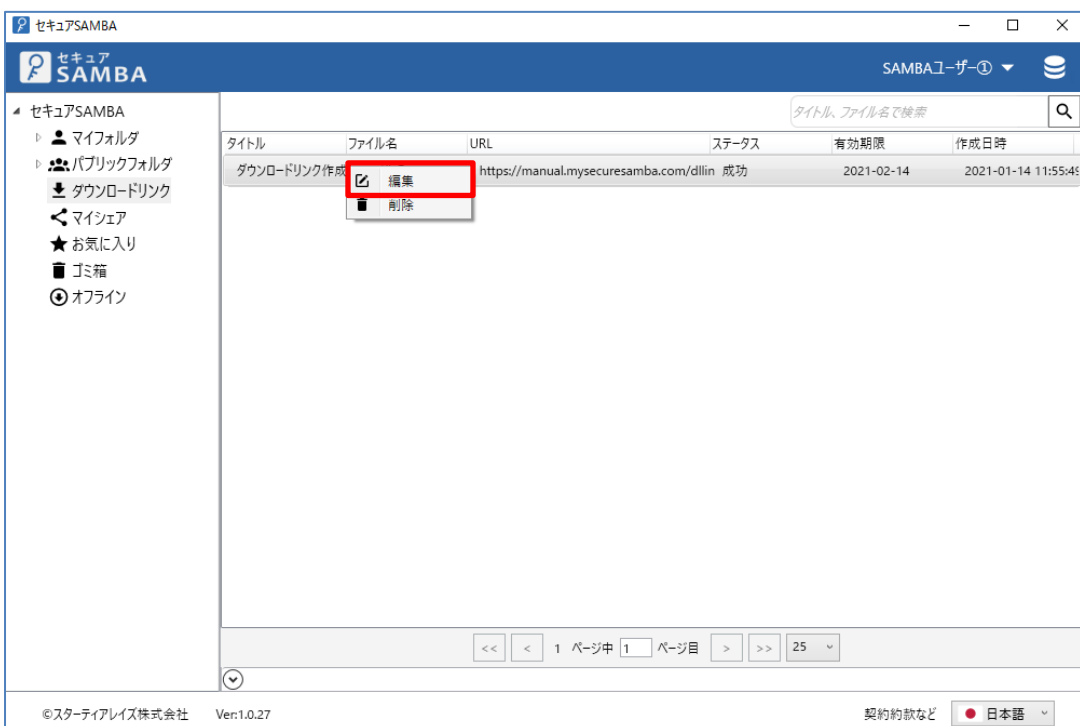 セキュアSAMBA
セキュア
SAMBA
SAMBAユーザー①
セキュアSAMBA
マイフォルダ
パブリックフォルダ
ダウンロードリンク
マイシェア
お気に入り
ゴミ箱
オフライン
タイトル、ファイル名で検索
タイトル ファイル名 URL ステータス 有効期限 作成日時
ダウンロードリンク作成 https://manual.mysecuresamba.com/dllin 成功 2021-02-14 2021-01-14 11:55:49
編集
削除
<< < 1 ページ中 1 ページ目 > >> 25
©スターティアレイズ株式会社 Ver:1.0.27 契約約款など 日本語